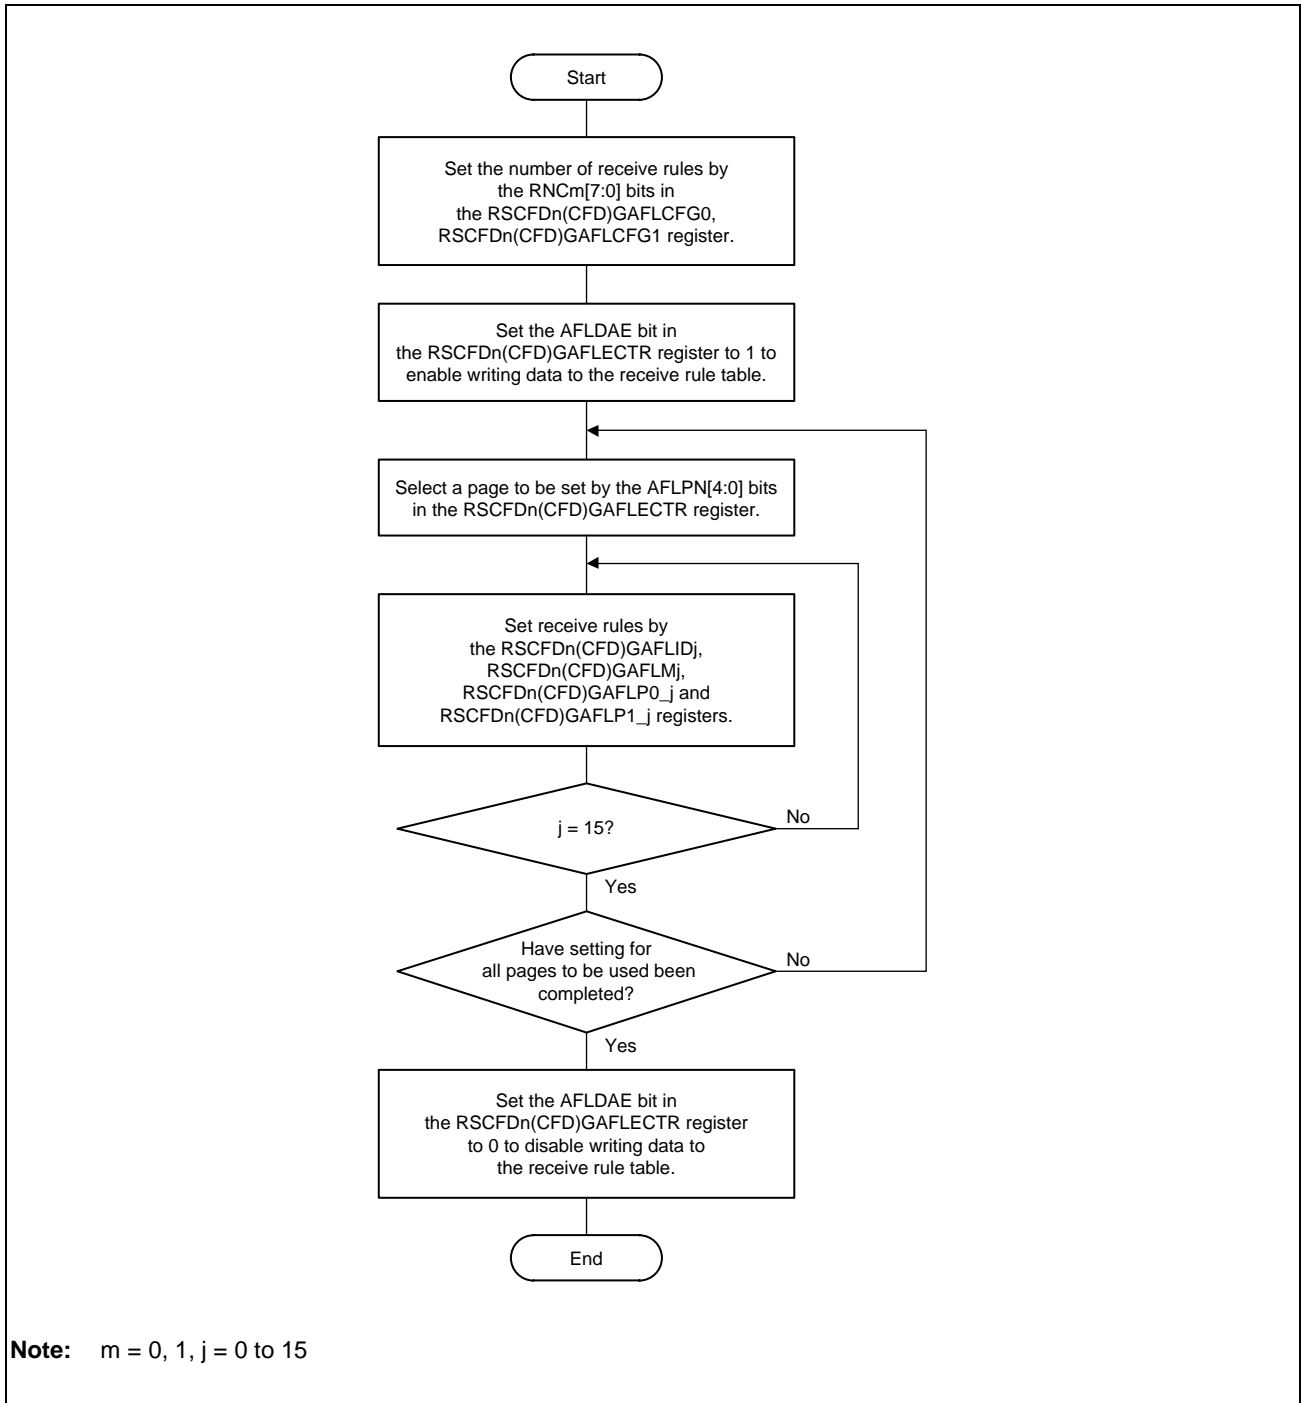 Start
Set the number of receive rules by
the RNCm[7:0] bits in
the RSCFDn(CFD)GAFLCFG0,
RSCFDn(CFD)GAFLCFG1 register.
Set the AFLDAE bit in
the RSCFDn(CFD)GAFLECTR register to 1 to
enable writing data to the receive rule table.
Select a page to be set by the AFLPN[4:0] bits
in the RSCFDn(CFD)GAFLECTR register.
Set receive rules by
the RSCFDn(CFD)GAFLIDj,
RSCFDn(CFD)GAFLMj,
RSCFDn(CFD)GAFLP0_j and
RSCFDn(CFD)GAFLP1_j registers.
j = 15?
No
Yes
Have setting for
all pages to be used been
completed?
No
Yes
Set the AFLDAE bit in
the RSCFDn(CFD)GAFLECTR register
to 0 to disable writing data to
the receive rule table.
End
Note: m = 0, 1, j = 0 to 15